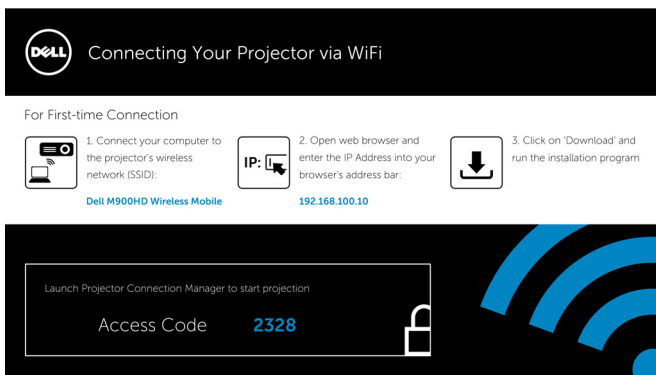 DELL
Connecting Your Projector via WiFi
For First-time Connection
1. Connect your computer to
the projector's wireless
network (SSID):
Dell M900HD Wireless Mobile
IP:
2. Open web browser and
enter the IP Address into your
browser's address bar:
192.168.100.10
3. Click on 'Download' and
run the installation program
Launch Projector Connection Manager to start projection
Access Code 2328